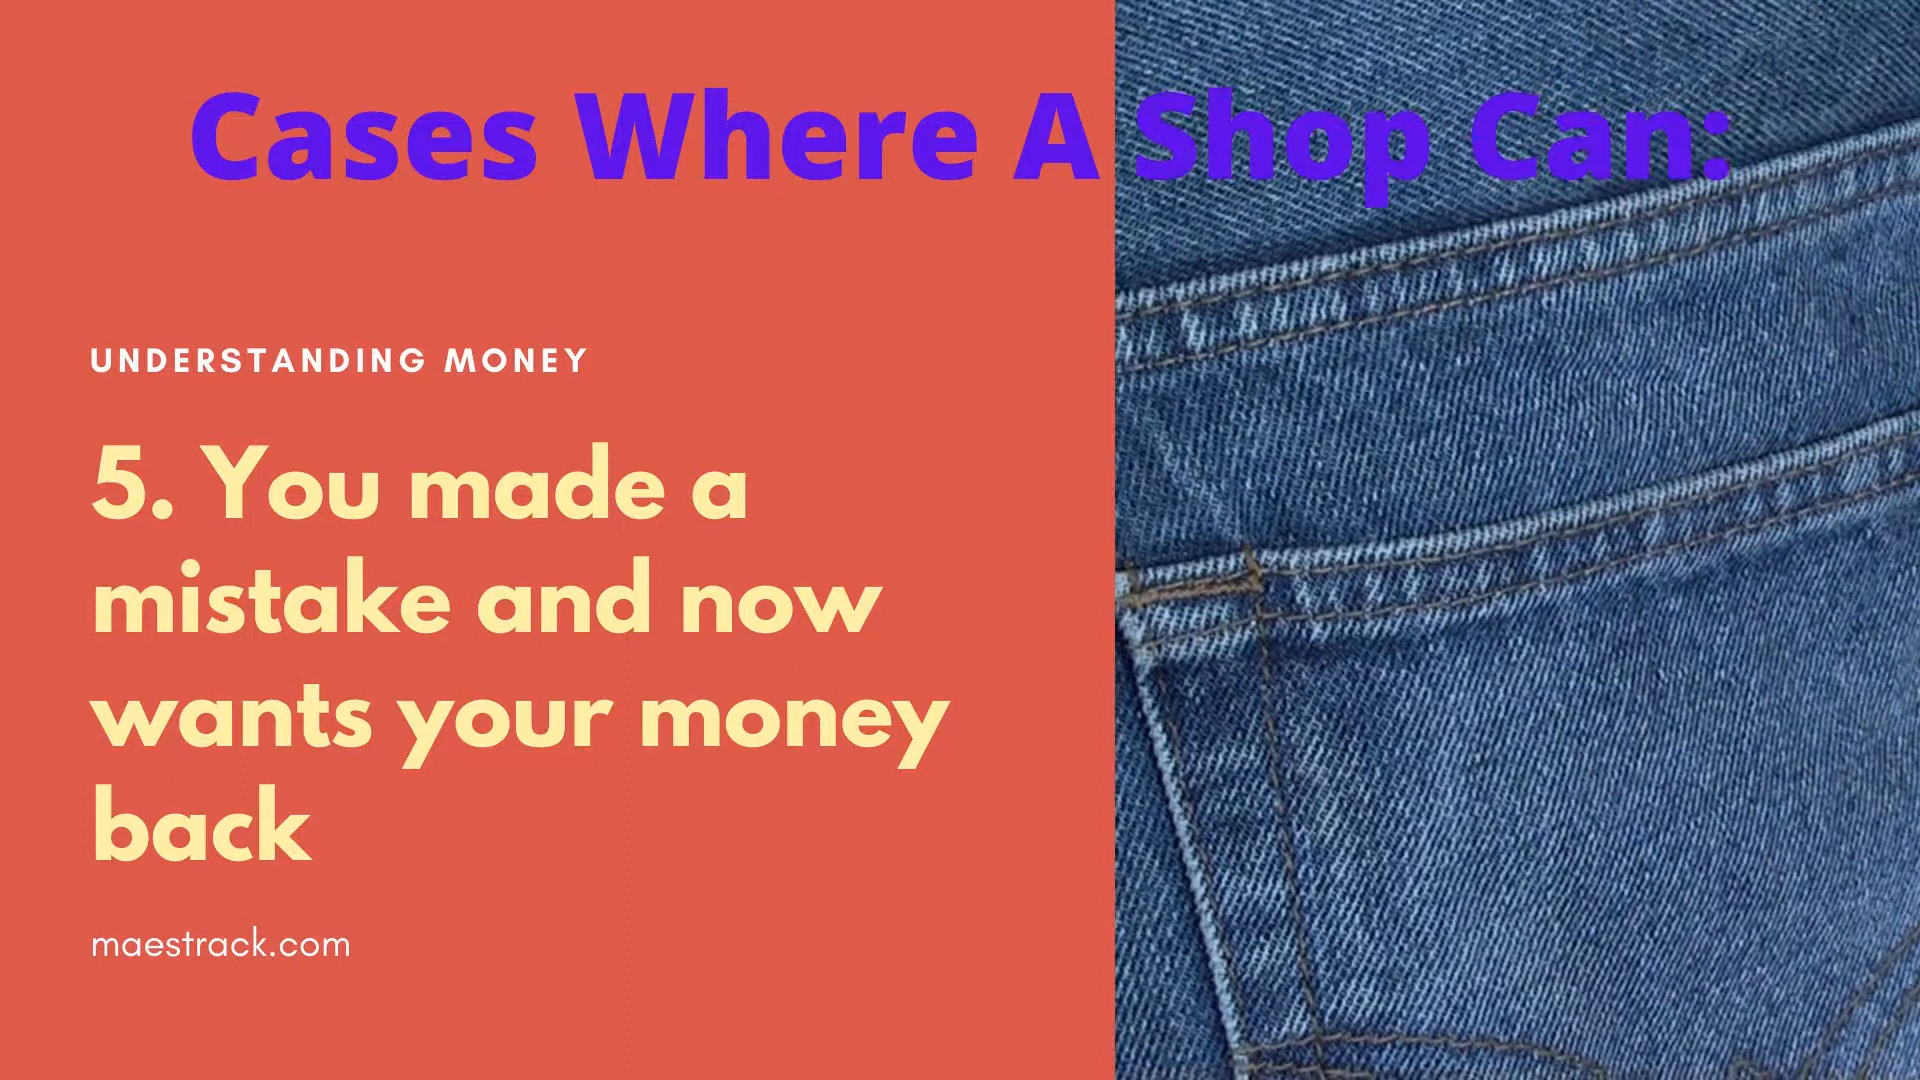 Cases Where A Shop Can:
UNDERSTANDING MONEY
5. You made a
mistake and now
wants your money
back
maestrack.com